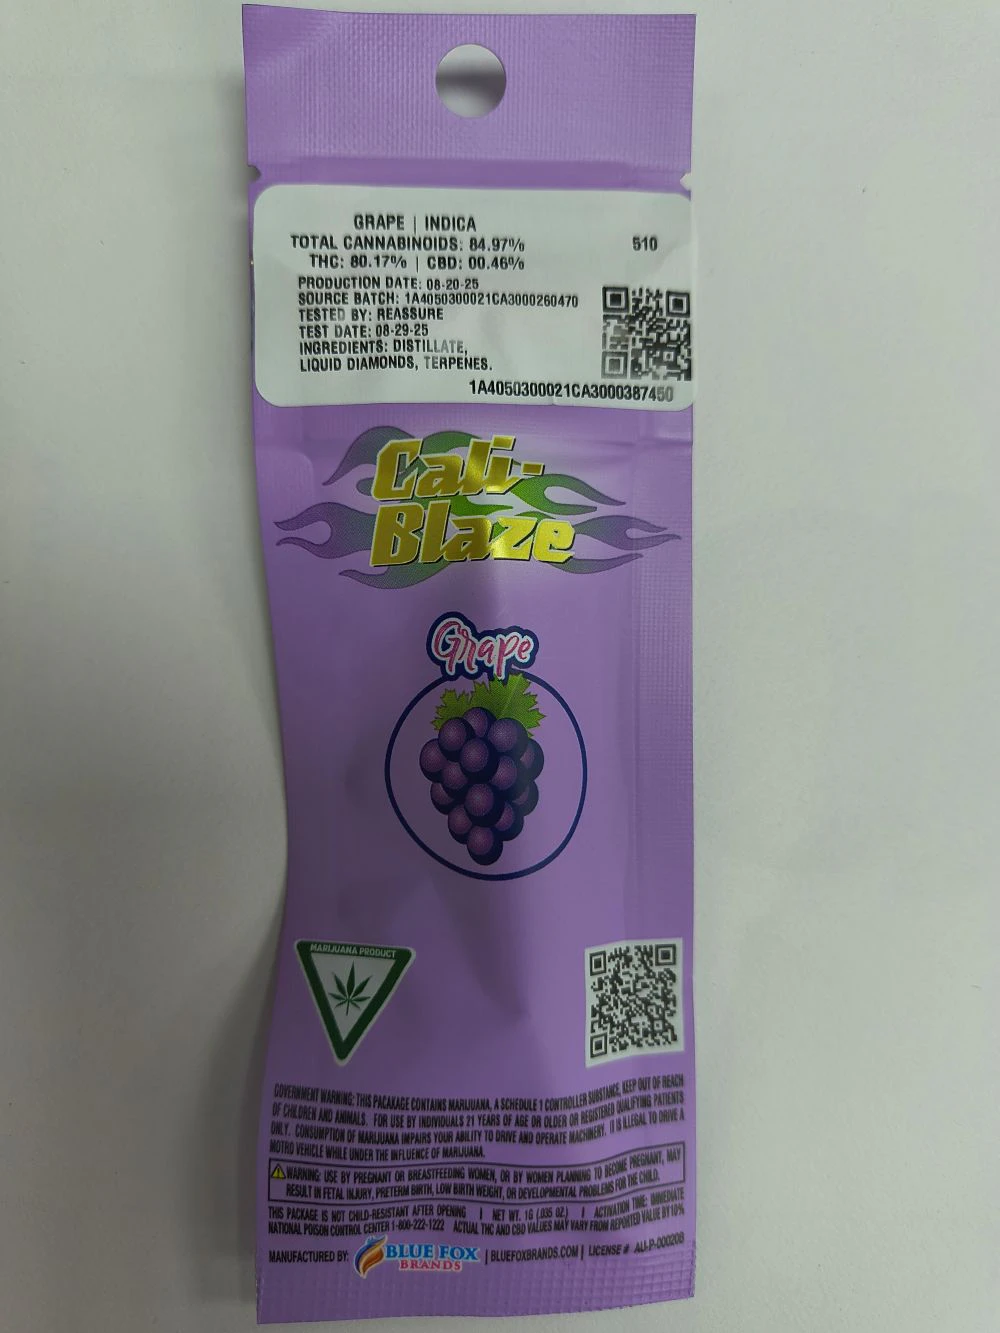 GRAPE | INDICA
TOTAL CANNABINOIDS: 84.97%
510
THC: 80.17% | CBD: 00.46%
PRODUCTION DATE: 08-20-25
SOURCE BATCH: 1A4050300021CA3000260470
TESTED BY: REASSURE
TEST DATE: 08-29-25
INGREDIENTS: DISTILLATE,
LIQUID DIAMONDS, TERPENES.
1A4050300021CA3000387450
Cali-
Blaze
Grape
MARIJUANA PRODUCT
GOVERNMENT WARNING: THIS PACAKAGE CONTAINS MARIJUANA, A SCHEDULE 1 CONTROLLER SUBSTANCE. KEEP OUT OF REACH
OF CHILDREN AND ANIMALS. FOR USE BY INDIVIDUALS 21 YEARS OF AGE OR OLDER OR REGISTERED QUALIFYING PATIENTS
ONLY. CONSUMPTION OF MARIJUANA IMPAIRS YOUR ABILITY TO DRIVE AND OPERATE MACHINERY. IT IS ILLEGAL TO DRIVE A
MOTRO VEHICLE WHILE UNDER THE INFLUENCE OF MARIJUANA.
WARNING: USE BY PREGNANT OR BREASTFEEDING WOMEN, OR BY WOMEN PLANNING TO BECOME PREGNANT, MAY
RESULT IN FETAL INJURY, PRETERM BIRTH, LOW BIRTH WEIGHT, OR DEVELOPMENTAL PROBLEMS FOR THE CHILD.
THIS PACKAGE IS NOT CHILD-RESISTANT AFTER OPENING | NET WT. 1G (.035 OZ.) | ACTIVATION TIME: IMMEDIATE
NATIONAL POISON CONTROL CENTER 1-800-222-1222 ACTUAL THC AND CBD VALUES MAY VARY FROM REPORTED VALUE BY 10%
MANUFACTURED BY: BLUE FOX BRANDS | BLUEFOXBRANDS.COM | LICENSE # AU-P-000208